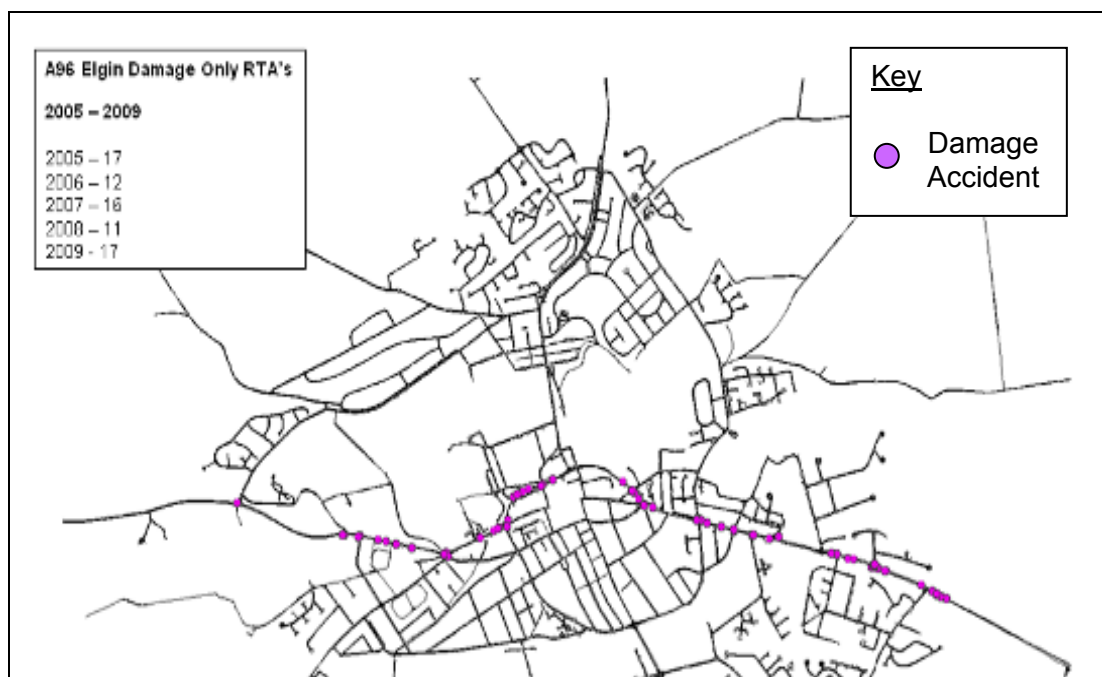 A96 Elgin Damage Only RTA's
2005 – 2009
2005 – 17
2006 – 12
2007 – 16
2008 – 11
2009 - 17
Key
Damage
Accident